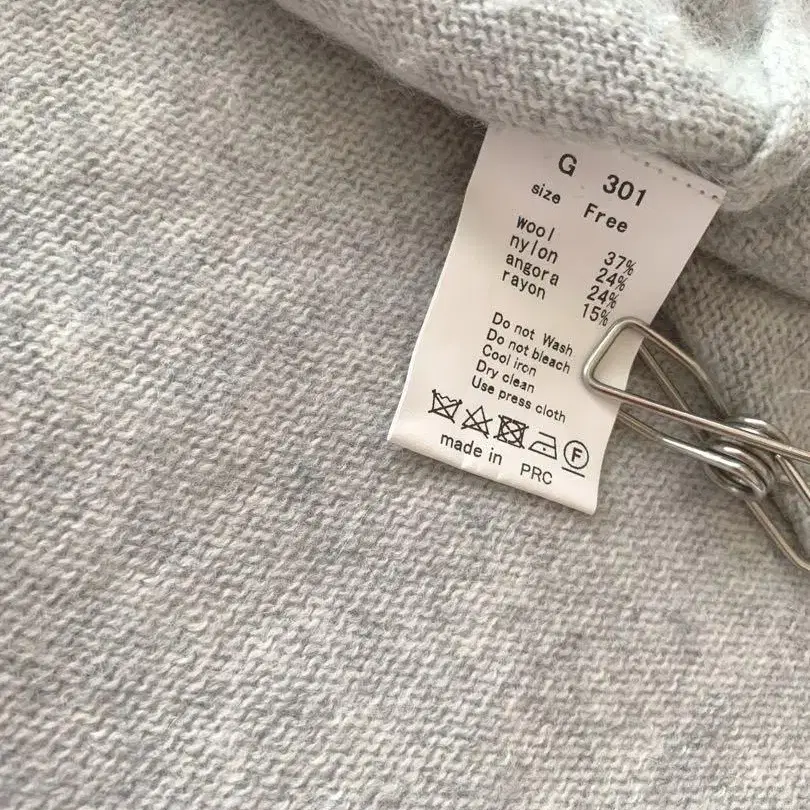 G 301
size Free
wool 37%
nylon 24%
angora 24%
rayon 15%
Do not Wash
Do not bleach
Cool iron
Dry clean
Use press cloth
F
made in PRC